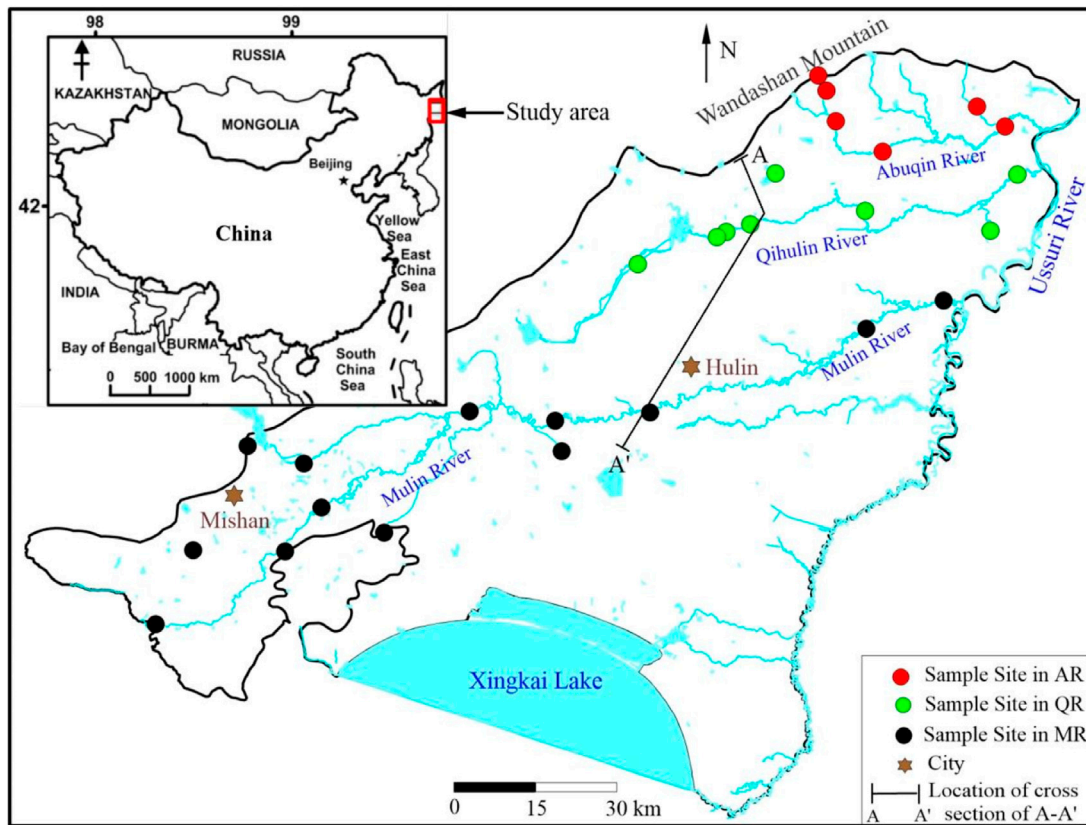 98
99
RUSSIA
KAZAKHSTAN
MONGOLIA
Study area
Beijing
42
China
Yellow
Sea
East
China
Sea
INDIA
Bay of Bengal
BURMA
South
China
Sea
0 500 1000 km
N
Wandashan Mountain
A
Abuqin River
Qihulin River
Ussuri River
Hulin
Mulin River
A'
Mulin River
Mishan
Xingkai Lake
0 15 30 km
Sample Site in AR
Sample Site in QR
Sample Site in MR
City
Location of cross
A A' section of A-A'